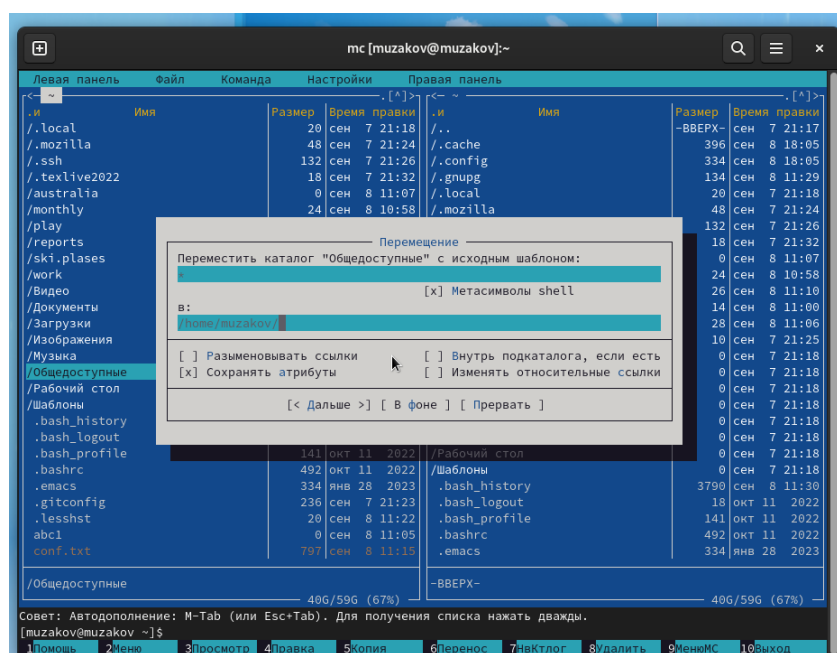 mc [muzakov@muzakov]:~
Левая панель Файл Команда Настройки Правая панель
<— ~ .[^]> <— ~ .[^]>
.и Имя Размер Время правки .и Имя Размер Время правки
/.local 20 сен 7 21:18 /.. -ВВЕРХ- сен 7 21:17
/.mozilla 48 сен 7 21:24 /.cache 396 сен 8 18:05
/.ssh 132 сен 7 21:26 /.config 334 сен 8 18:05
/.texlive2022 18 сен 7 21:32 /.gnupg 134 сен 8 11:29
/australia 0 сен 8 11:07 /.local 20 сен 7 21:18
/monthly 24 сен 8 10:58 /.mozilla 48 сен 7 21:24
/play 132 сен 7 21:26
/reports Перемещение 18 сен 7 21:32
/ski.plases Переместить каталог "Общедоступные" с исходным шаблоном: 0 сен 8 11:07
/work * 24 сен 8 10:58
/Видео [x] Метасимволы shell 26 сен 8 11:10
/Документы в: 14 сен 8 11:00
/Загрузки /home/muzakov/ 28 сен 8 11:06
/Изображения 10 сен 7 21:25
/Музыка [ ] Разыменовывать ссылки [ ] Внутрь подкаталога, если есть 0 сен 7 21:18
/Общедоступные [x] Сохранять атрибуты [ ] Изменять относительные ссылки 0 сен 7 21:18
/Рабочий стол 0 сен 7 21:18
/Шаблоны [< Дальше >] [ В фоне ] [ Прервать ] 0 сен 7 21:18
.bash_history 0 сен 7 21:18
.bash_logout 0 сен 7 21:18
.bash_profile 141 окт 11 2022 /Рабочий стол 0 сен 7 21:18
.bashrc 492 окт 11 2022 /Шаблоны 0 сен 7 21:18
.emacs 334 янв 28 2023 .bash_history 3790 сен 8 11:30
.gitconfig 236 сен 7 21:23 .bash_logout 18 окт 11 2022
.lesshst 20 сен 8 11:22 .bash_profile 141 окт 11 2022
abc1 0 сен 8 11:05 .bashrc 492 окт 11 2022
conf.txt 797 сен 8 11:15 .emacs 334 янв 28 2023
/Общедоступные -ВВЕРХ-
40G/59G (67%) 40G/59G (67%)
Совет: Автодополнение: M-Tab (или Esc+Tab). Для получения списка нажать дважды.
[muzakov@muzakov ~]$
1Помощь 2Меню 3Просмотр 4Правка 5Копия 6Перенос 7НвКтлог 8Удалить 9МенюМС 10Выход